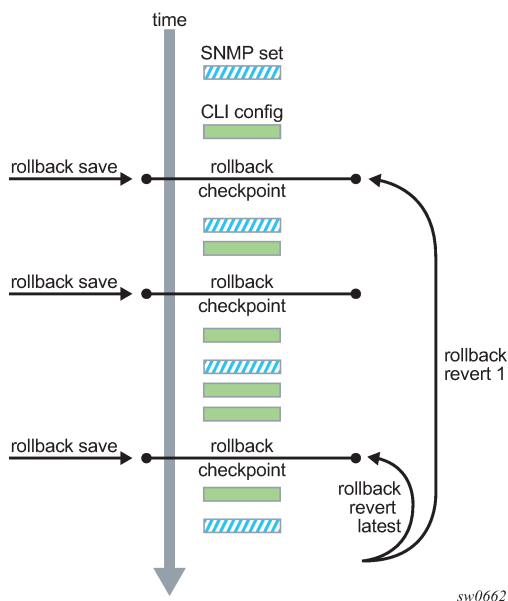 time
SNMP set
CLI config
rollback save
rollback
checkpoint
rollback save
rollback
checkpoint
rollback
revert 1
rollback save
rollback
checkpoint
rollback
revert
latest
sw0662